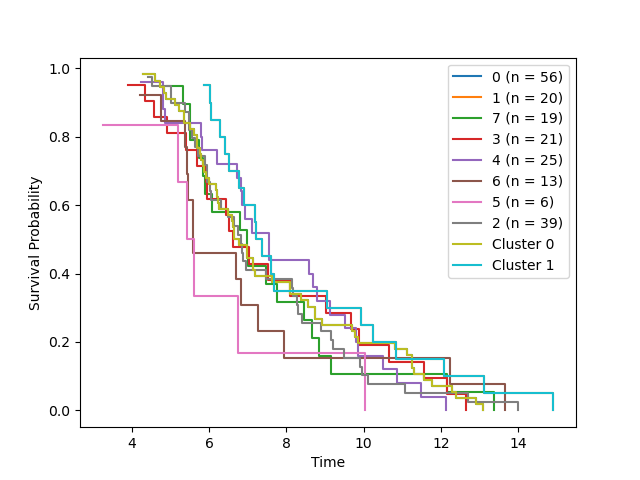 1.0
0.8
0.6
0.4
0.2
0.0
Survival Probability
4
6
8
10
12
14
Time
0 (n = 56)
1 (n = 20)
7 (n = 19)
3 (n = 21)
4 (n = 25)
6 (n = 13)
5 (n = 6)
2 (n = 39)
Cluster 0
Cluster 1